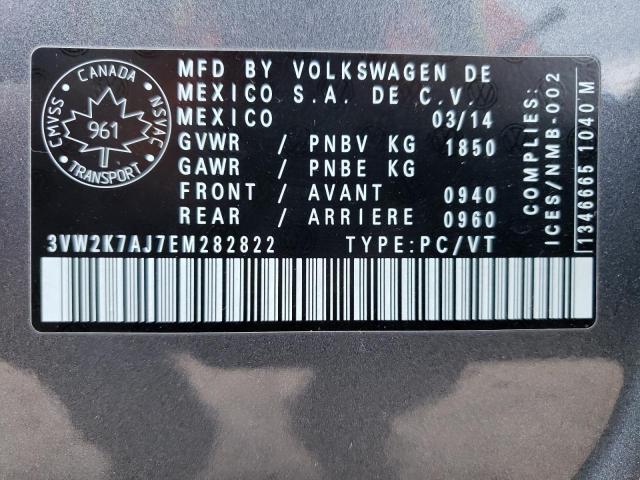 CANADA
CMVSS
NSVAC
961
TRANSPORT
MFD BY VOLKSWAGEN DE
MEXICO S.A. DE C.V.
MEXICO 03/14
GVWR / PNBV KG 1850
GAWR / PNBE KG
FRONT / AVANT 0940
REAR / ARRIERE 0960
3VW2K7AJ7EM282822 TYPE:PC/VT
COMPLIES:
ICES/NMB-002
1346665 1040 M